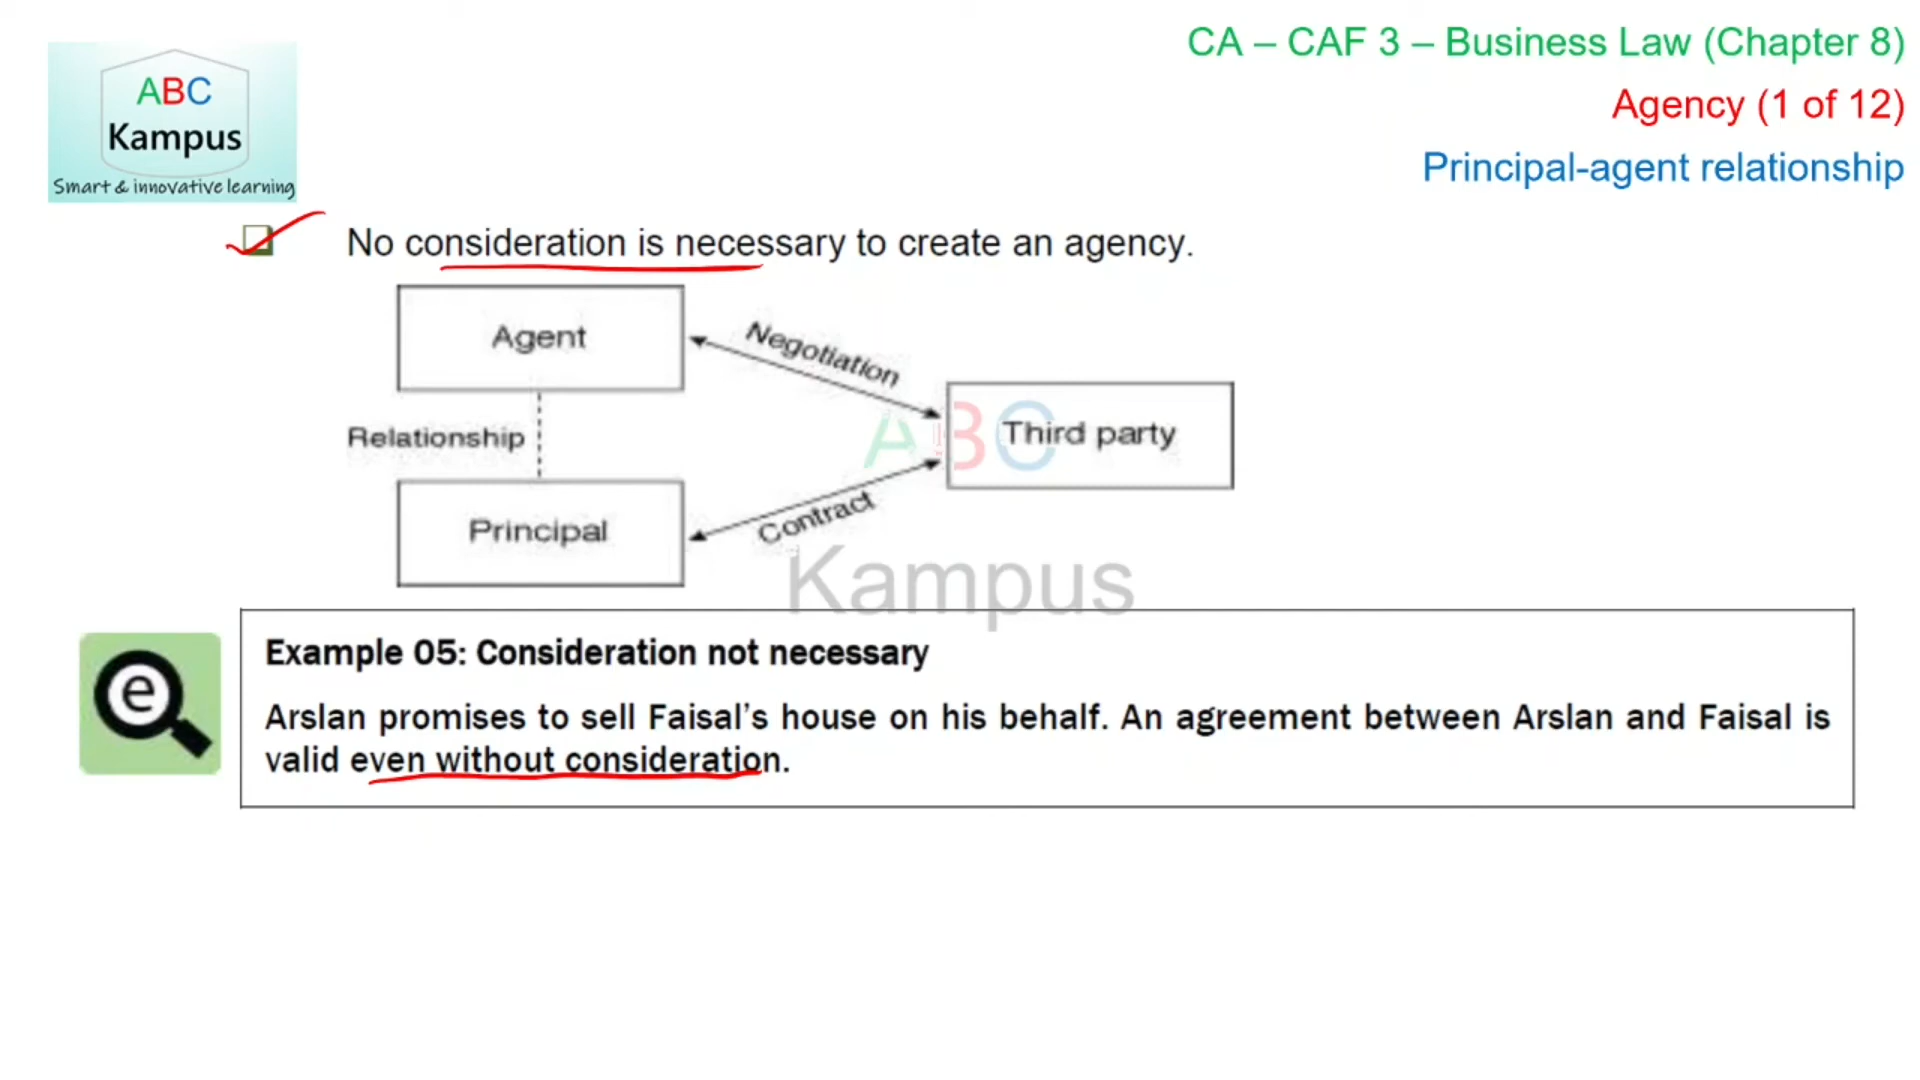 ABC
Kampus
Smart & innovative learning
CA – CAF 3 – Business Law (Chapter 8)
Agency (1 of 12)
Principal-agent relationship
No consideration is necessary to create an agency.
Agent
Negotiation
Relationship
Third party
Principal
Contract
ABC
Kampus
e
Example 05: Consideration not necessary
Arslan promises to sell Faisal’s house on his behalf. An agreement between Arslan and Faisal is
valid even without consideration.